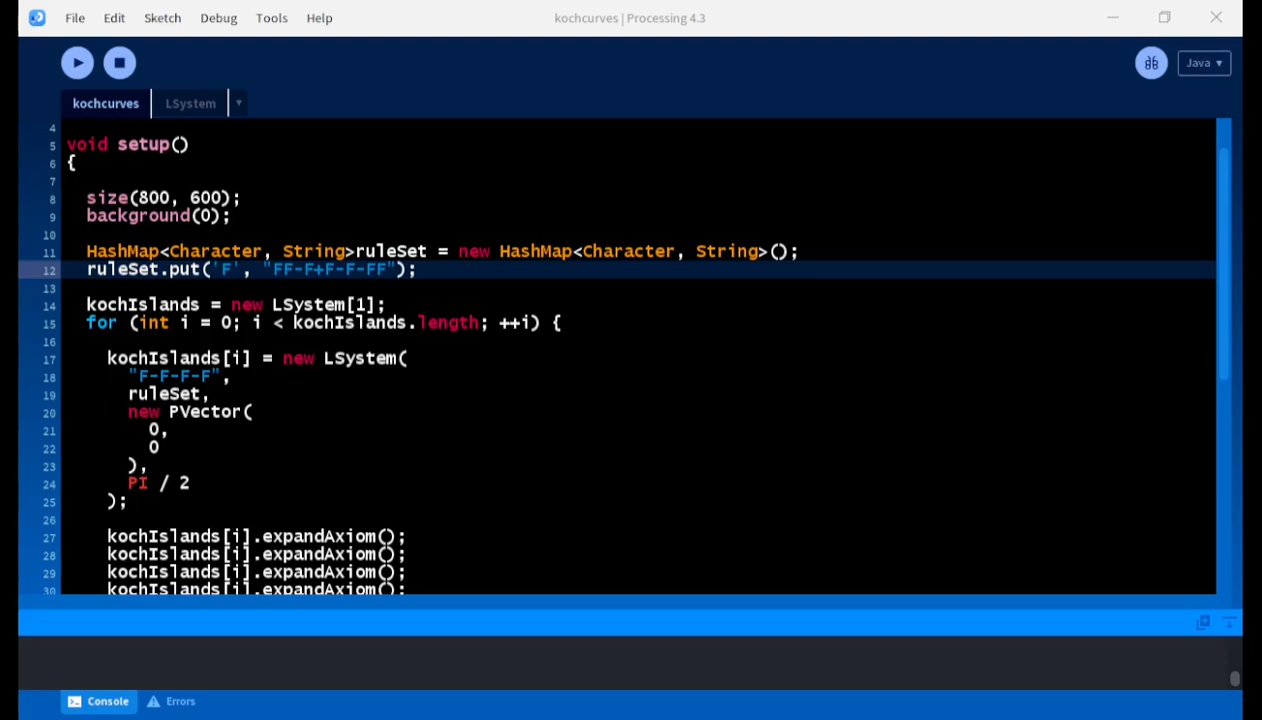 File Edit Sketch Debug Tools Help kochcurves | Processing 4.3
Java ▾
kochcurves LSystem ▾
4
5 void setup()
6 {
7
8 size(800, 600);
9 background(0);
10
11 HashMap<Character, String>ruleSet = new HashMap<Character, String>();
12 ruleSet.put('F', "FF-F+F-F-FF");
13
14 kochIslands = new LSystem[1];
15 for (int i = 0; i < kochIslands.length; ++i) {
16
17 kochIslands[i] = new LSystem(
18 "F-F-F-F",
19 ruleSet,
20 new PVector(
21 0,
22 0
23 ),
24 PI / 2
25 );
26
27 kochIslands[i].expandAxiom();
28 kochIslands[i].expandAxiom();
29 kochIslands[i].expandAxiom();
30 kochIslands[i].expandAxiom();
Console Errors